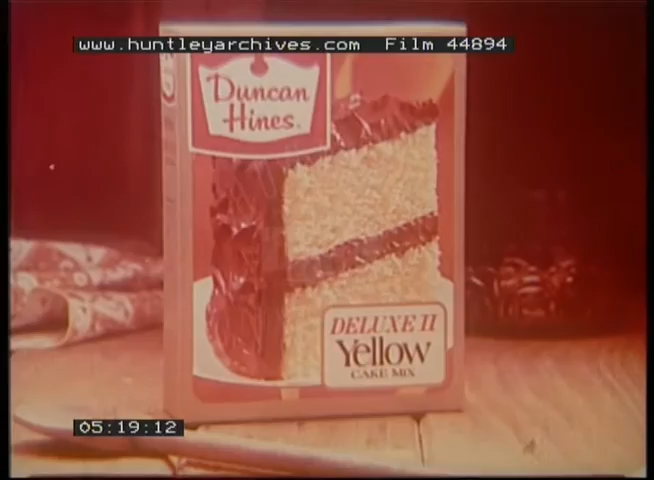 www.huntleyarchives.com Film 44894
Duncan
Hines.
DELUXE II
Yellow
CAKE MIX
05:19:12